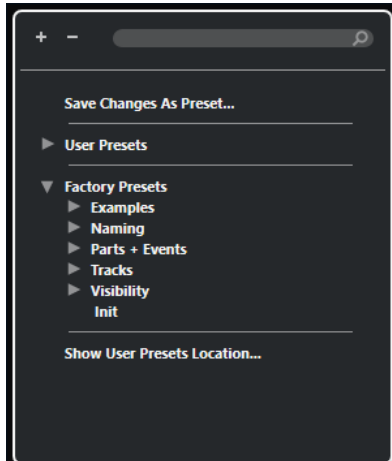 Save Changes As Preset...
User Presets
Factory Presets
Examples
Naming
Parts + Events
Tracks
Visibility
Init
Show User Presets Location...